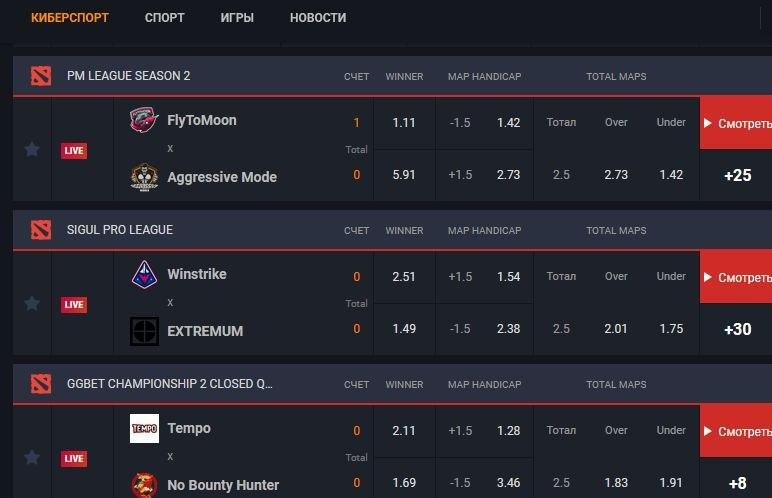 КИБЕРСПОРТ СПОРТ ИГРЫ НОВОСТИ
PM LEAGUE SEASON 2 СЧЕТ WINNER MAP HANDICAP TOTAL MAPS
FlyToMoon 1 1.11 -1.5 1.42 Тотал Over Under Смотреть
LIVE x Total
Aggressive Mode 0 5.91 +1.5 2.73 2.5 2.73 1.42 +25
SIGUL PRO LEAGUE СЧЕТ WINNER MAP HANDICAP TOTAL MAPS
Winstrike 0 2.51 +1.5 1.54 Тотал Over Under Смотреть
LIVE x Total
EXTREMUM 0 1.49 -1.5 2.38 2.5 2.01 1.75 +30
GGBET CHAMPIONSHIP 2 CLOSED Q... СЧЕТ WINNER MAP HANDICAP TOTAL MAPS
TEMPO Tempo 0 2.11 +1.5 1.28 Тотал Over Under Смотреть
LIVE x Total
No Bounty Hunter 0 1.69 -1.5 3.46 2.5 1.83 1.91 +8